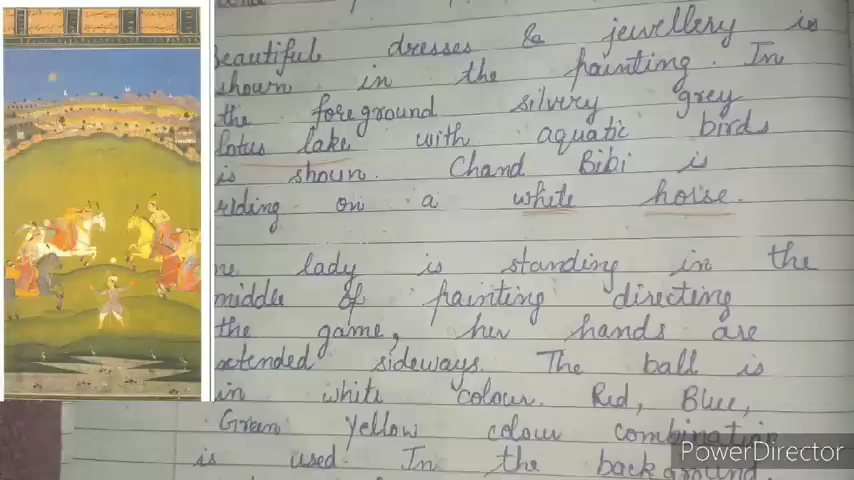 Beautiful dresses & jewellery is
shown in the painting. In
the foreground silvery grey
lotus lake with aquatic birds
is shown. Chand Bibi is
riding on a white horse.
ne lady is standing in the
middle of painting directing
the game, her hands are
extended sideways. The ball is
in white colour. Red, Blue,
Green Yellow colour combination
is used. In the background
PowerDirector